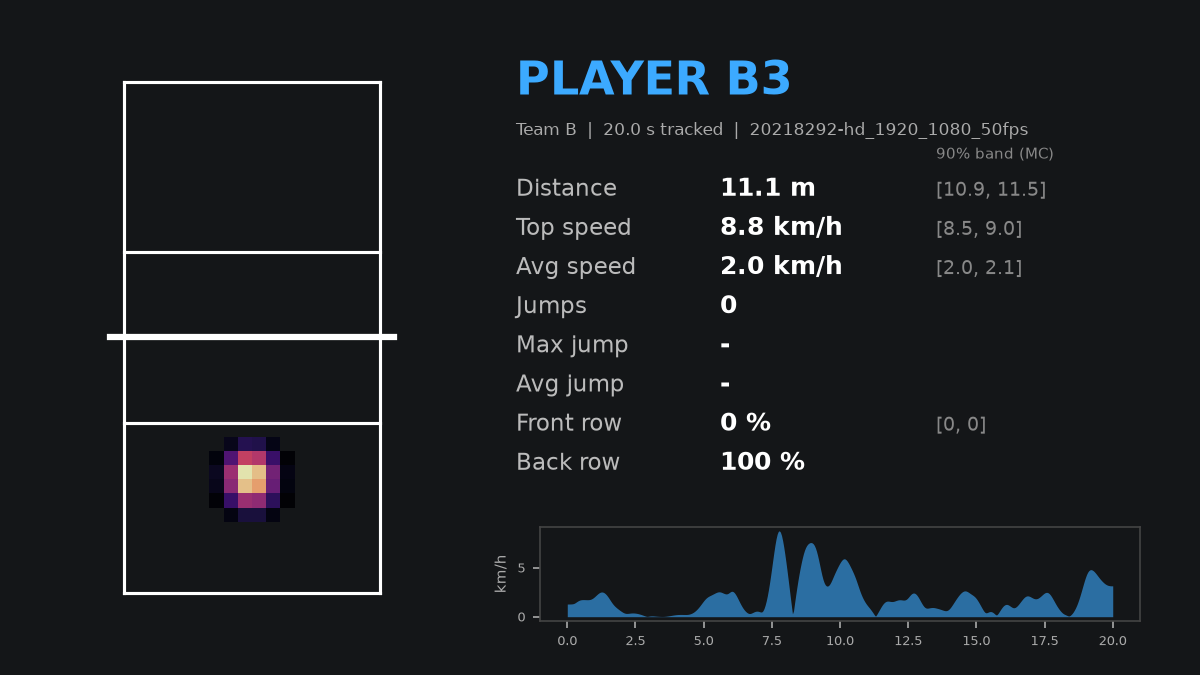 PLAYER B3
Team B | 20.0 s tracked | 20218292-hd_1920_1080_50fps
90% band (MC)
Distance 11.1 m [10.9, 11.5]
Top speed 8.8 km/h [8.5, 9.0]
Avg speed 2.0 km/h [2.0, 2.1]
Jumps 0
Max jump -
Avg jump -
Front row 0 % [0, 0]
Back row 100 %
km/h
5
0
0.0 2.5 5.0 7.5 10.0 12.5 15.0 17.5 20.0